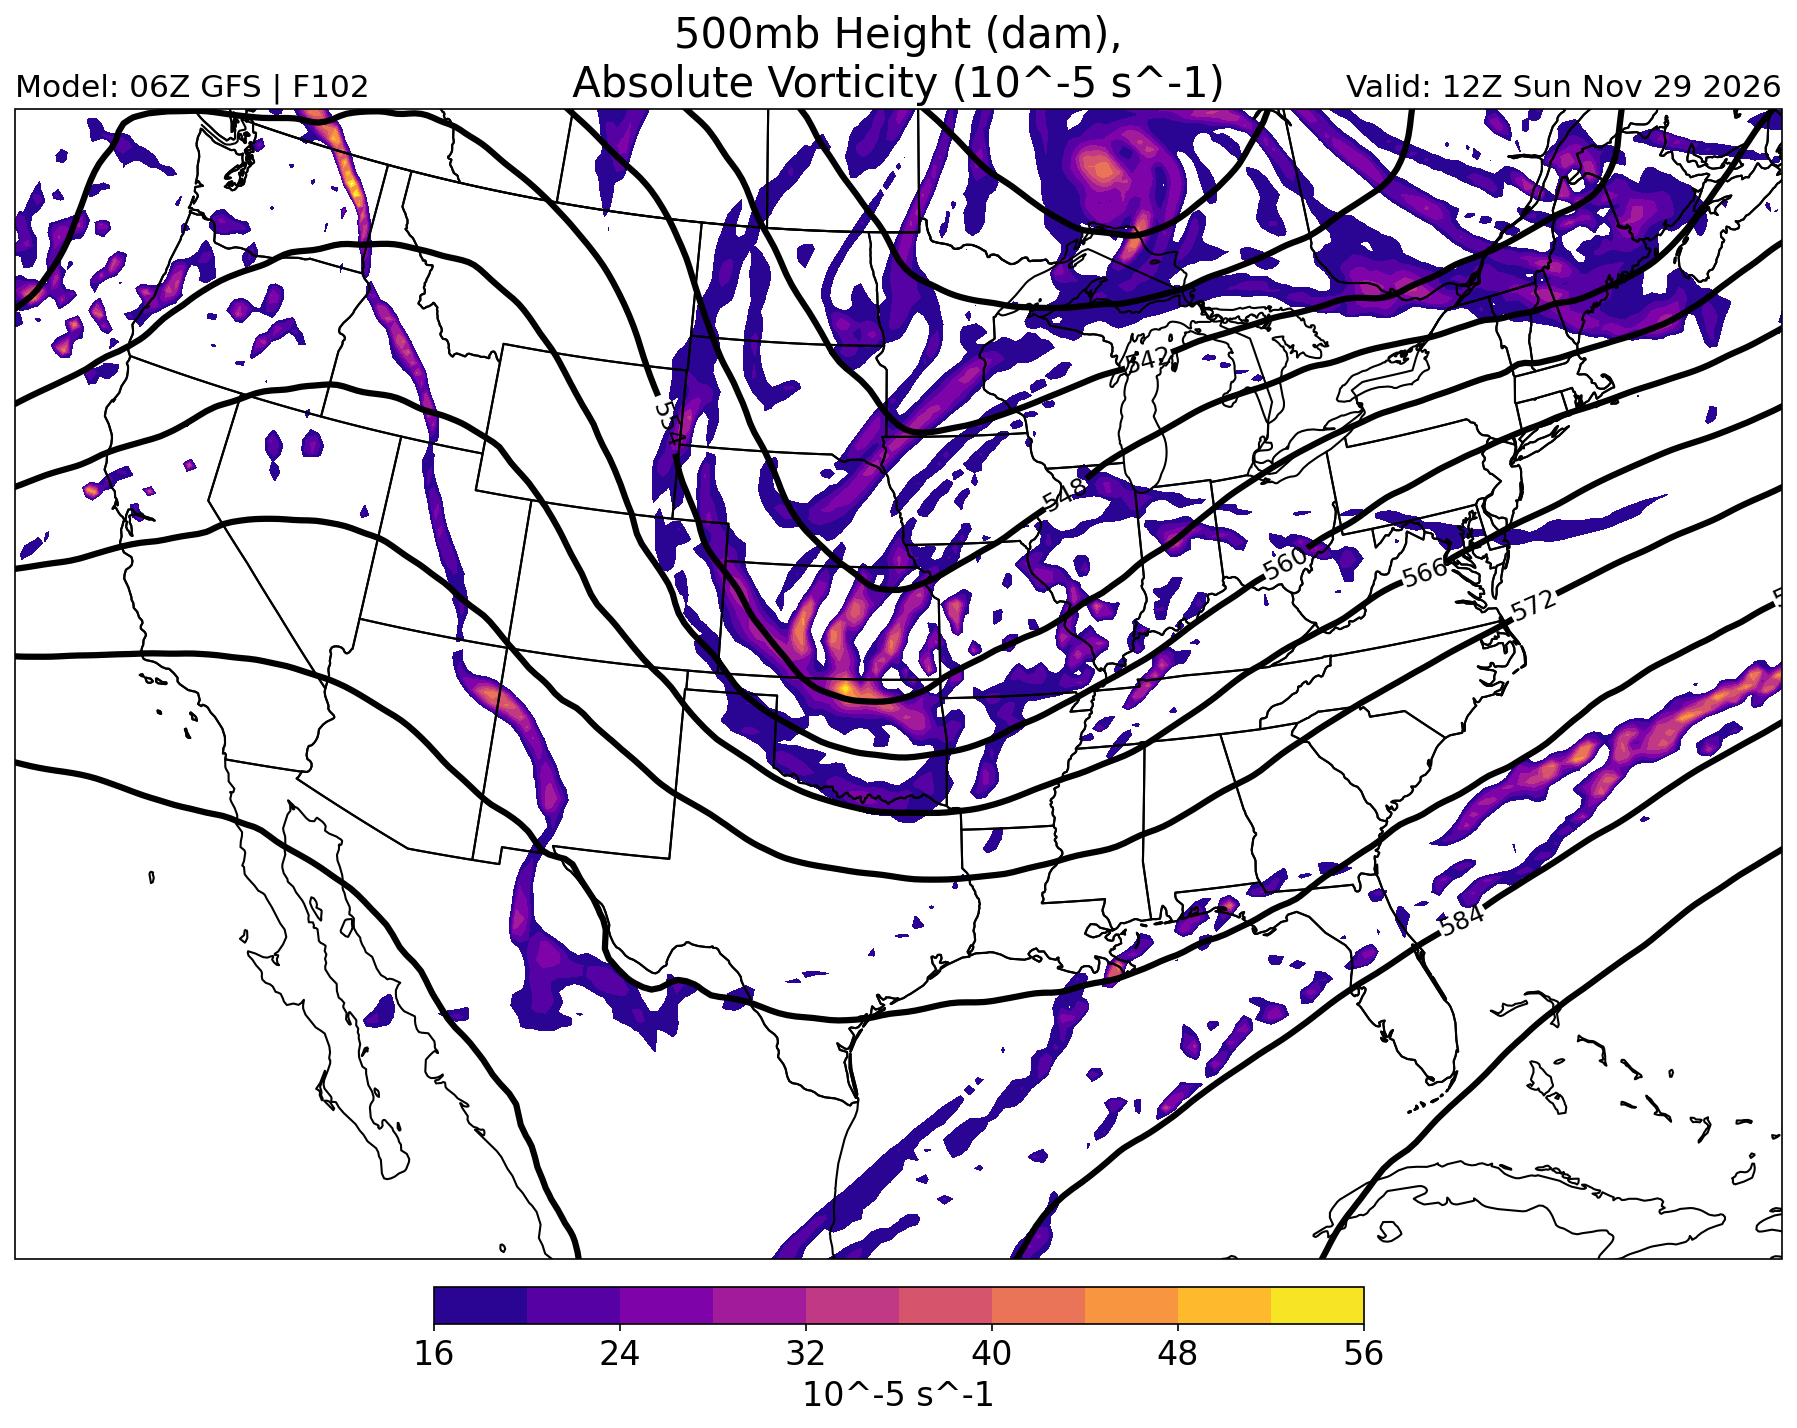 500mb Height (dam),
Absolute Vorticity (10^-5 s^-1)
Model: 06Z GFS | F102
Valid: 12Z Sun Nov 29 2026
542
554
548
560
566
572
584
16 24 32 40 48 56
10^-5 s^-1